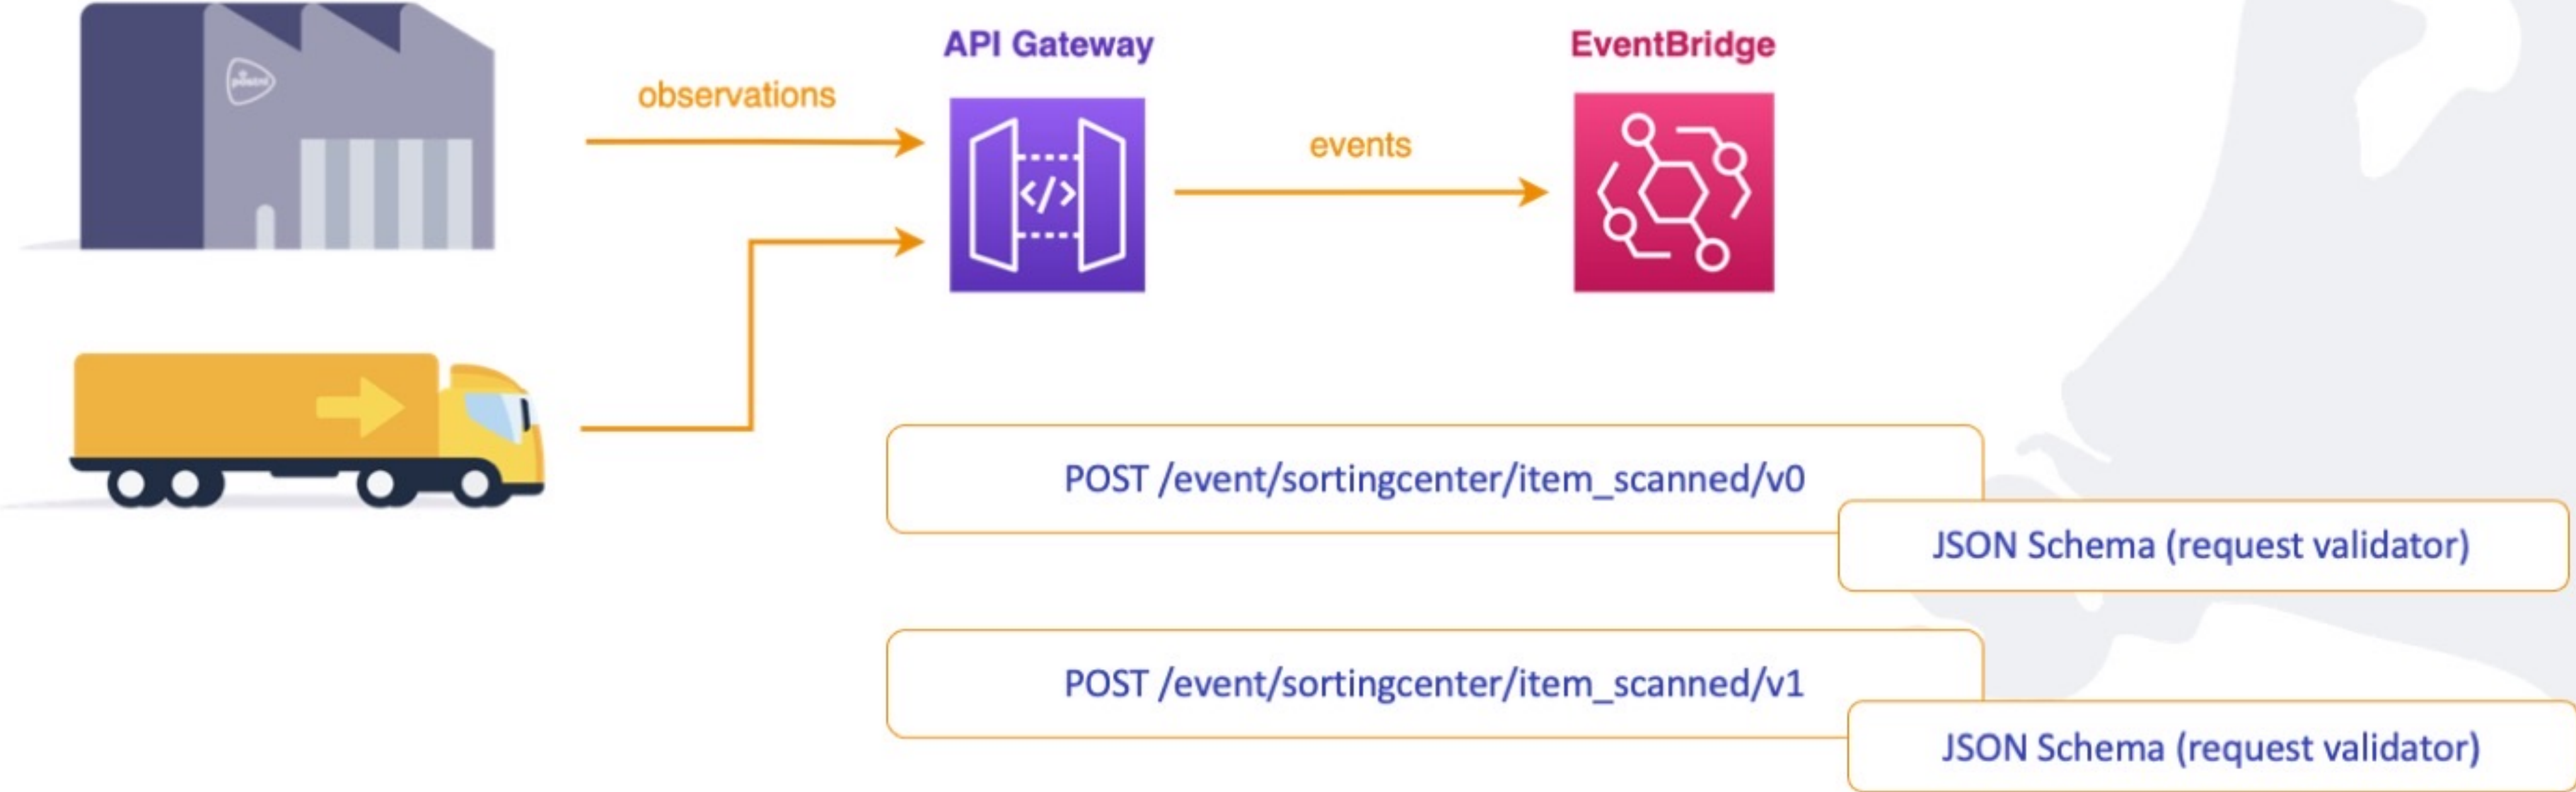 API Gateway
EventBridge
observations
events
POST /event/sortingcenter/item_scanned/v0
JSON Schema (request validator)
POST /event/sortingcenter/item_scanned/v1
JSON Schema (request validator)